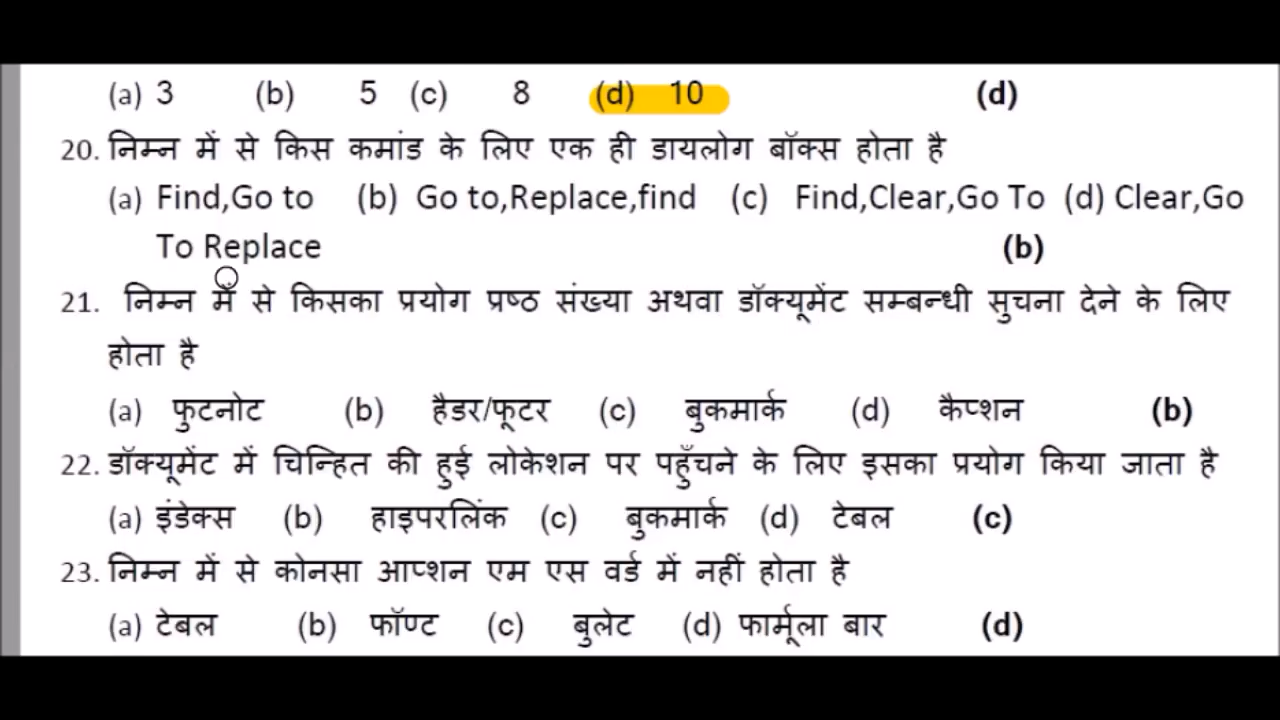 (a) 3 (b) 5 (c) 8 (d) 10 (d)
20. निम्न में से किस कमांड के लिए एक ही डायलोग बॉक्स होता है
(a) Find,Go to (b) Go to,Replace,find (c) Find,Clear,Go To (d) Clear,Go
To Replace (b)
21. निम्न में से किसका प्रयोग प्रष्ठ संख्या अथवा डॉक्यूमेंट सम्बन्धी सुचना देने के लिए
होता है
(a) फुटनोट (b) हैडर/फूटर (c) बुकमार्क (d) कैप्शन (b)
22. डॉक्यूमेंट में चिन्हित की हुई लोकेशन पर पहुँचने के लिए इसका प्रयोग किया जाता है
(a) इंडेक्स (b) हाइपरलिंक (c) बुकमार्क (d) टेबल (c)
23. निम्न में से कोनसा आप्शन एम एस वर्ड में नहीं होता है
(a) टेबल (b) फॉण्ट (c) बुलेट (d) फार्मूला बार (d)